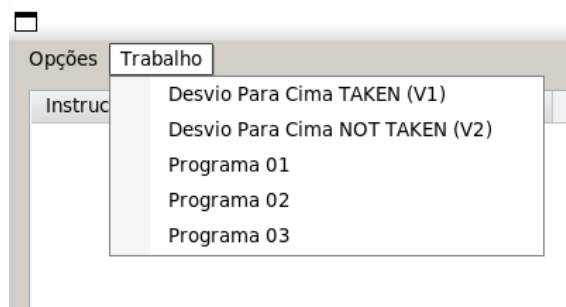 Opções Trabalho
Instruc
Desvio Para Cima TAKEN (V1)
Desvio Para Cima NOT TAKEN (V2)
Programa 01
Programa 02
Programa 03